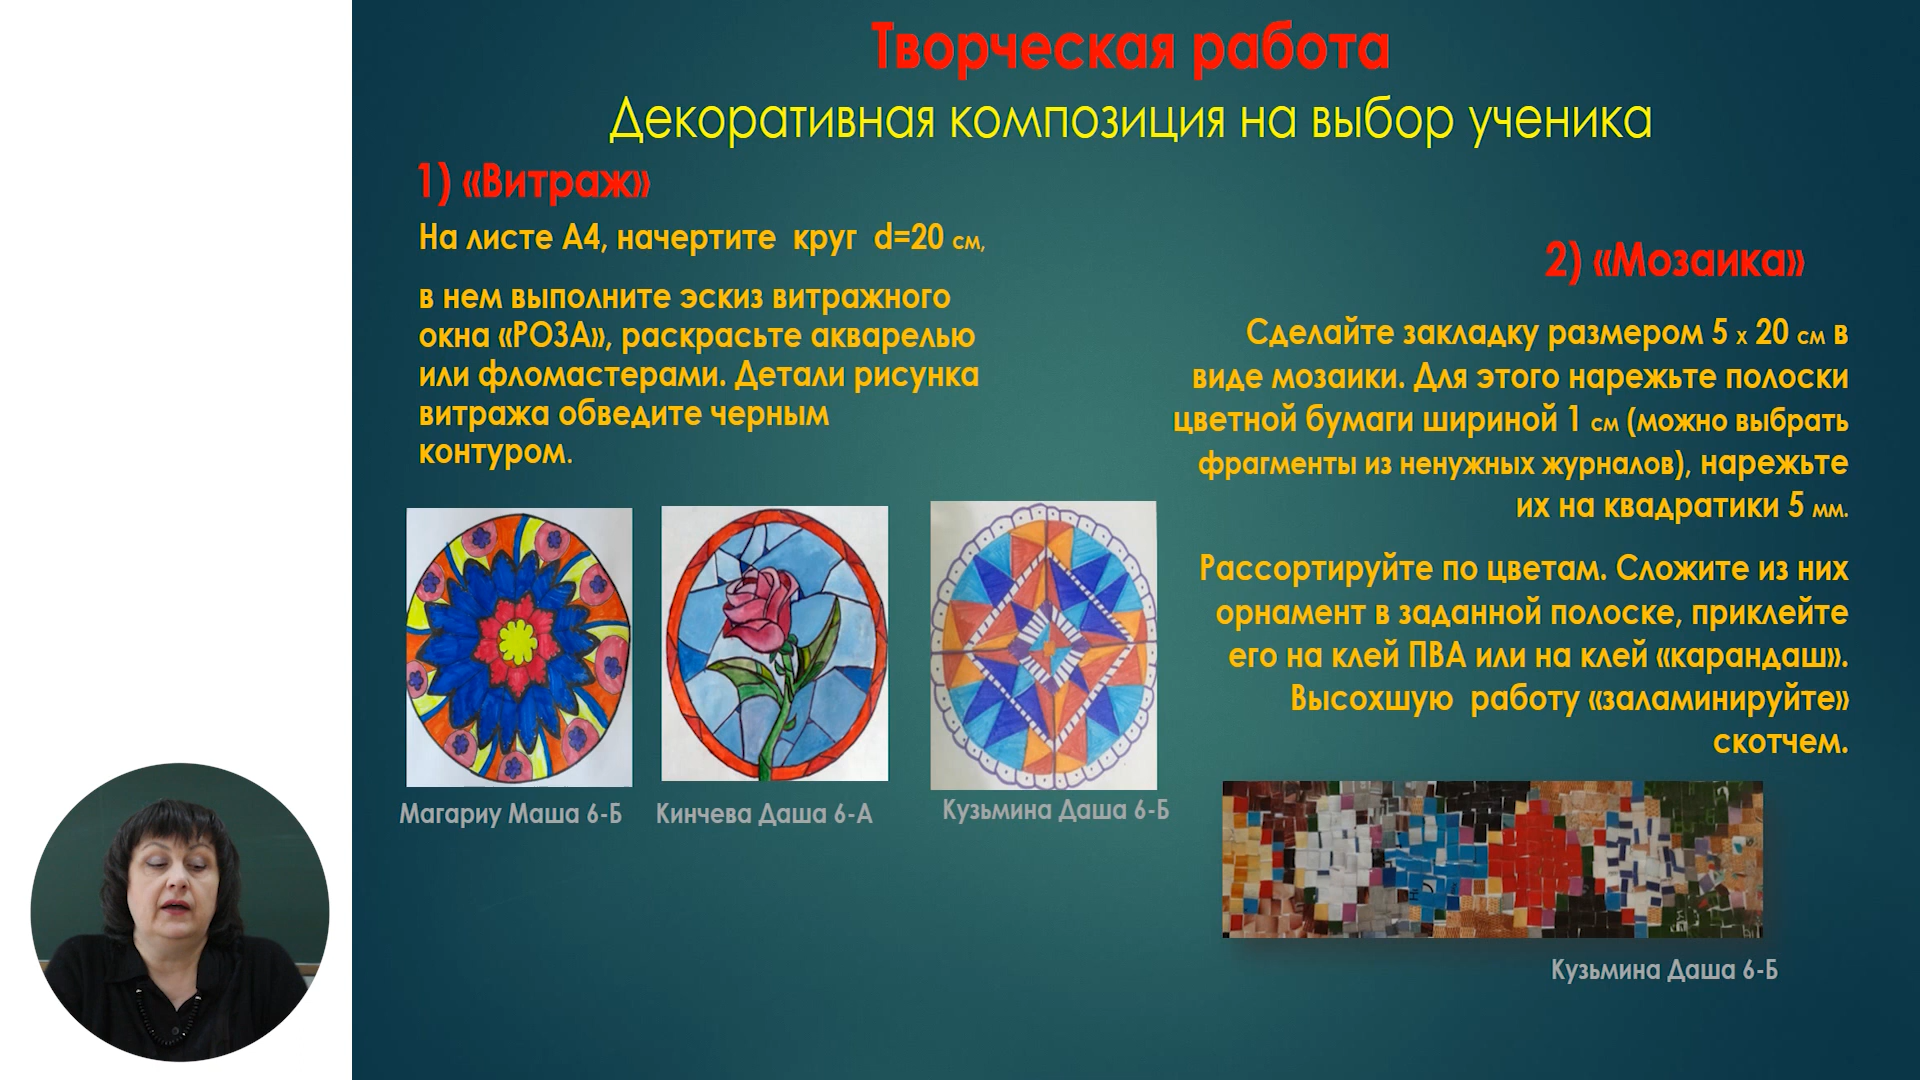 Творческая работа
Декоративная композиция на выбор ученика
1) «Витраж»
На листе А4, начертите круг d=20 см,
в нем выполните эскиз витражного
окна «РОЗА», раскрасьте акварелью
или фломастерами. Детали рисунка
витража обведите черным
контуром.
Магариу Маша 6-Б
Кинчева Даша 6-А
Кузьмина Даша 6-Б
2) «Мозаика»
Сделайте закладку размером 5 х 20 см в
виде мозаики. Для этого нарежьте полоски
цветной бумаги шириной 1 см (можно выбрать
фрагменты из ненужных журналов), нарежьте
их на квадратики 5 мм.
Рассортируйте по цветам. Сложите из них
орнамент в заданной полоске, приклейте
его на клей ПВА или на клей «карандаш».
Высохшую работу «заламинируйте»
скотчем.
Кузьмина Даша 6-Б